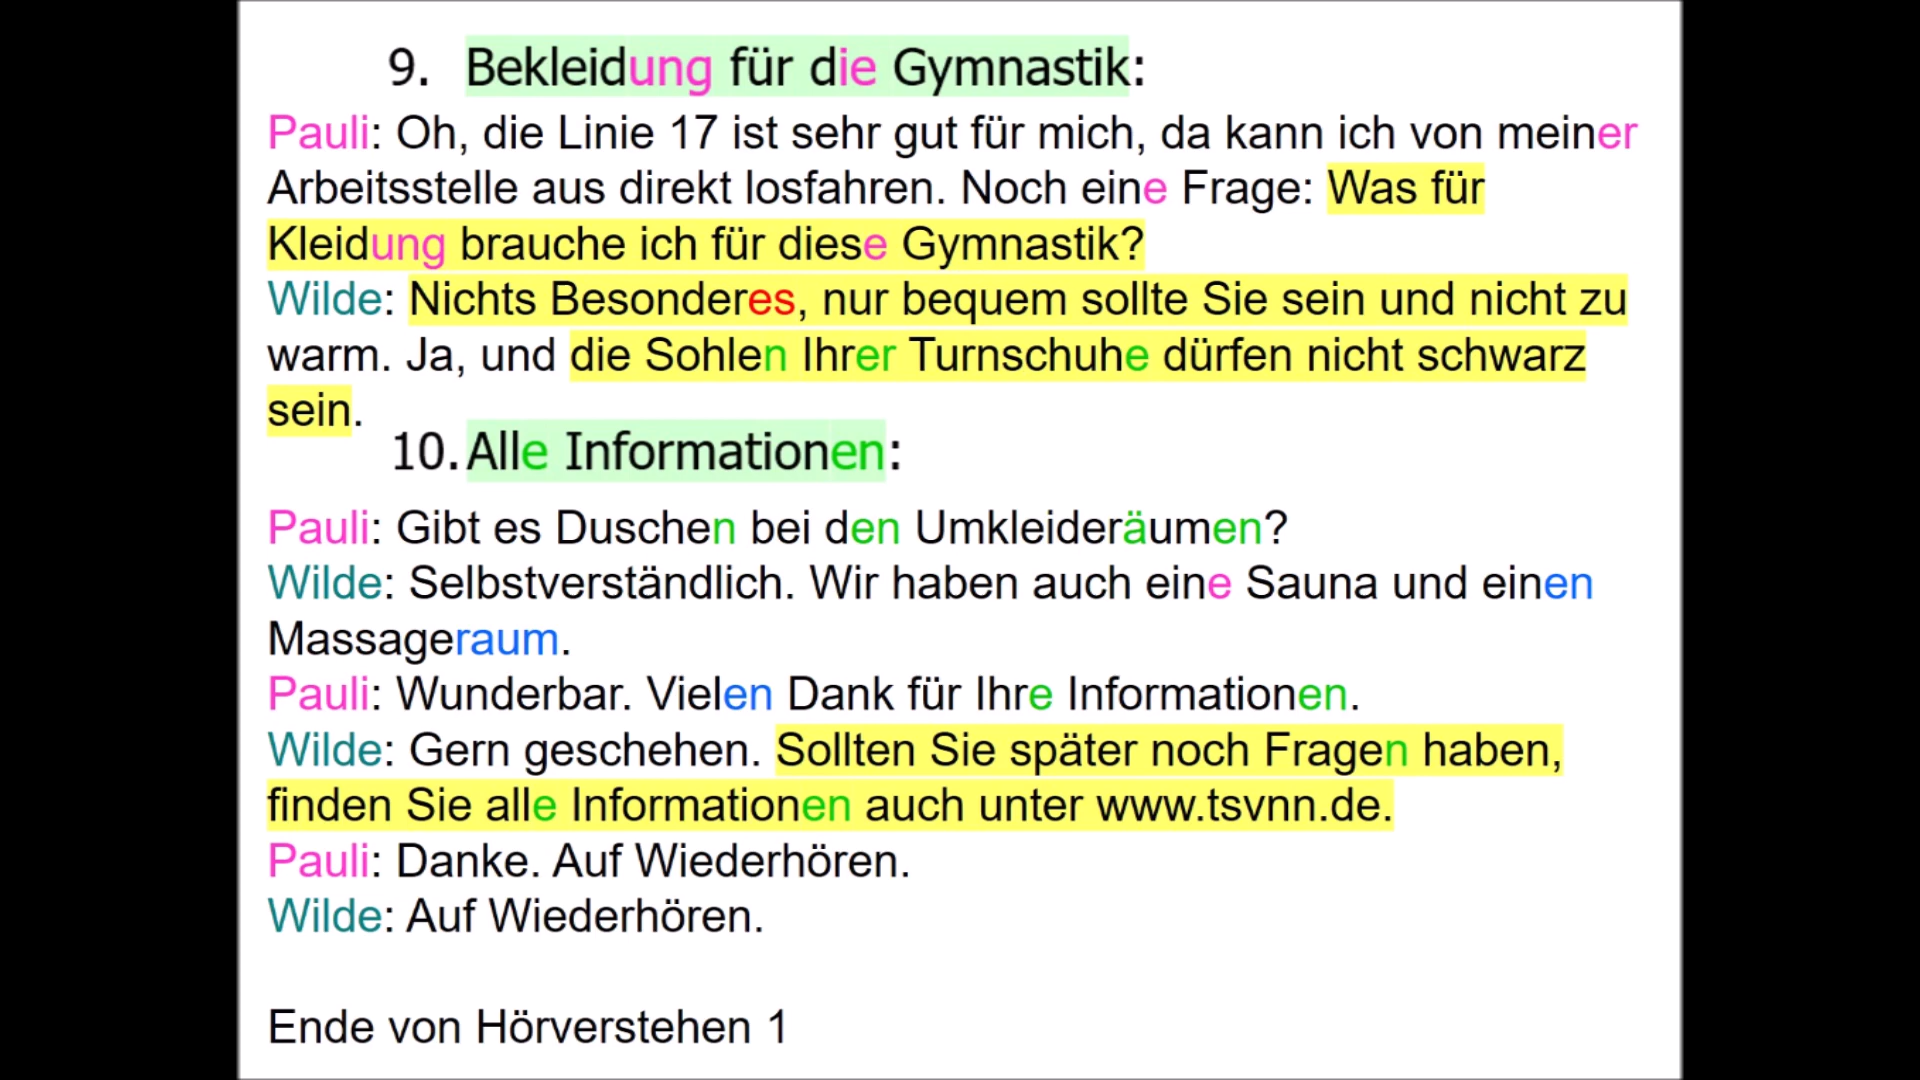 9. Bekleidung für die Gymnastik:
Pauli: Oh, die Linie 17 ist sehr gut für mich, da kann ich von meiner
Arbeitsstelle aus direkt losfahren. Noch eine Frage: Was für
Kleidung brauche ich für diese Gymnastik?
Wilde: Nichts Besonderes, nur bequem sollte Sie sein und nicht zu
warm. Ja, und die Sohlen Ihrer Turnschuhe dürfen nicht schwarz
sein.
10. Alle Informationen:
Pauli: Gibt es Duschen bei den Umkleideräumen?
Wilde: Selbstverständlich. Wir haben auch eine Sauna und einen
Massageraum.
Pauli: Wunderbar. Vielen Dank für Ihre Informationen.
Wilde: Gern geschehen. Sollten Sie später noch Fragen haben,
finden Sie alle Informationen auch unter www.tsvnn.de.
Pauli: Danke. Auf Wiederhören.
Wilde: Auf Wiederhören.
Ende von Hörverstehen 1